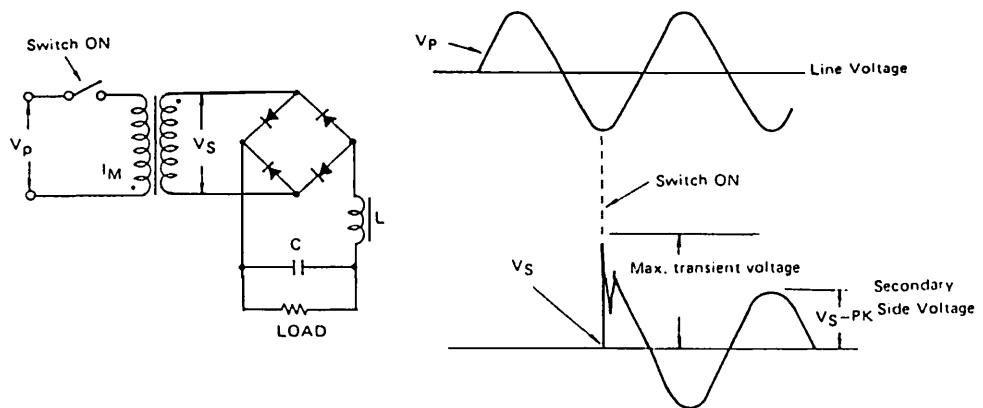 Switch ON
Vp
IM
VS
L
C
LOAD
Vp
Line Voltage
Switch ON
VS
Max. transient voltage
Secondary
Side Voltage
VS-PK